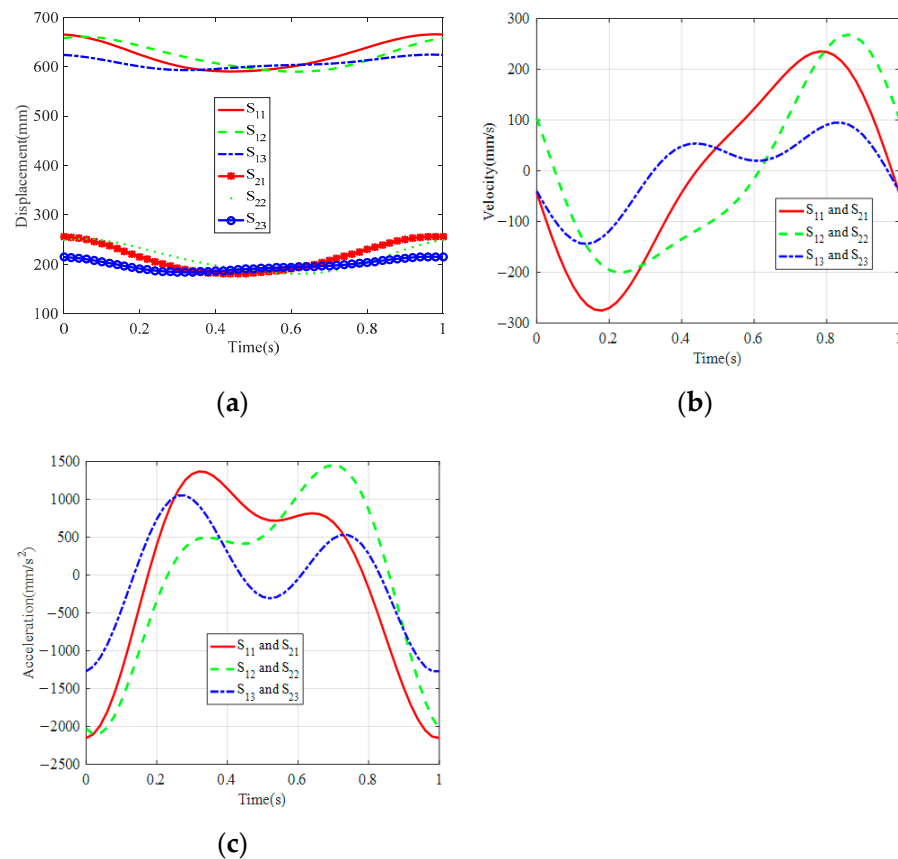 700
600
500
400
300
200
100
Displacement(mm)
S11
S12
S13
S21
S22
S23
0 0.2 0.4 0.6 0.8 1
Time(s)
(a)
300
200
100
0
−100
−200
−300
Velocity(mm/s)
S11 and S21
S12 and S22
S13 and S23
0 0.2 0.4 0.6 0.8 1
Time(s)
(b)
1500
1000
500
0
−500
−1000
−1500
−2000
−2500
Acceleration(mm/s2)
S11 and S21
S12 and S22
S13 and S23
0 0.2 0.4 0.6 0.8 1
Time(s)
(c)